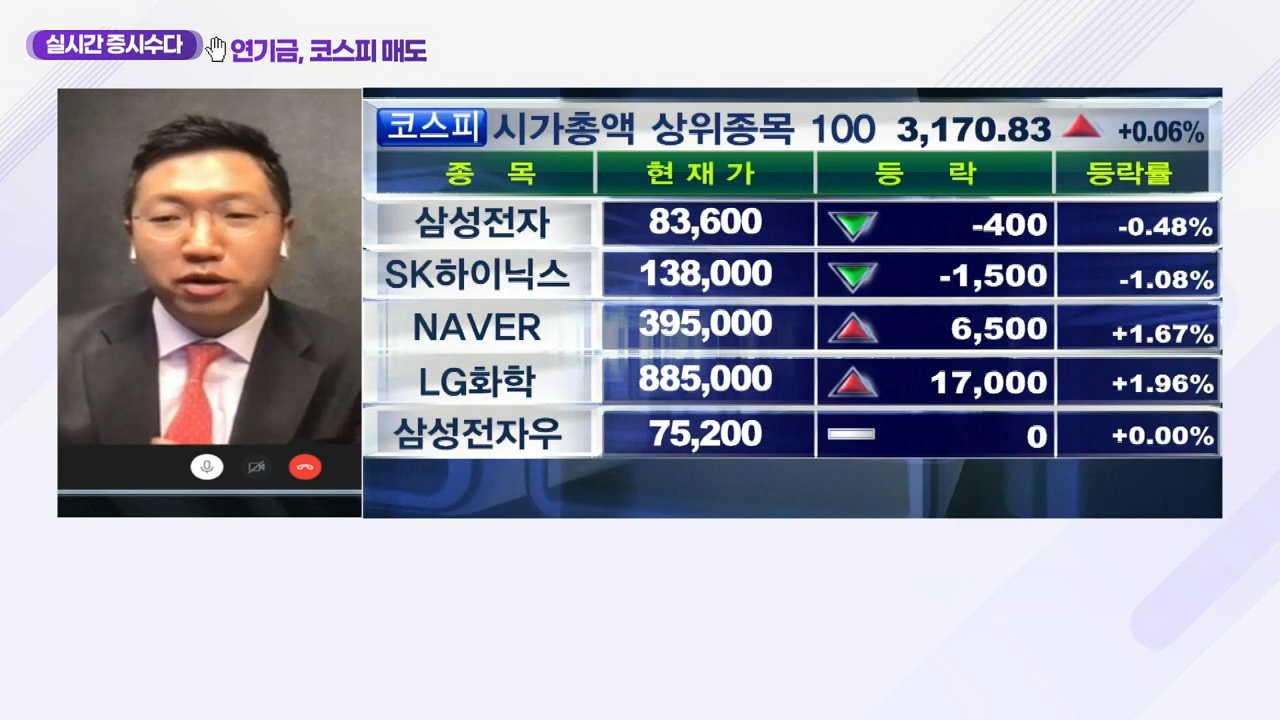 실시간 증시수다 연기금, 코스피 매도
코스피 시가총액 상위종목 100 3,170.83 +0.06%
종 목 현 재 가 등 락 등락률
삼성전자 83,600 -400 -0.48%
SK하이닉스 138,000 -1,500 -1.08%
NAVER 395,000 6,500 +1.67%
LG화학 885,000 17,000 +1.96%
삼성전자우 75,200 0 +0.00%